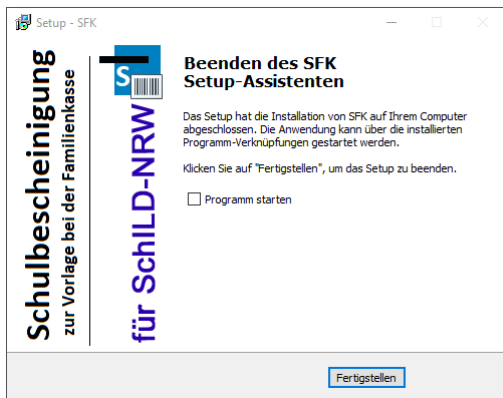 Setup - SFK
Schulbescheinigung
zur Vorlage bei der Familienkasse
S
für SchILD-NRW
Beenden des SFK
Setup-Assistenten
Das Setup hat die Installation von SFK auf Ihrem Computer
abgeschlossen. Die Anwendung kann über die installierten
Programm-Verknüpfungen gestartet werden.
Klicken Sie auf "Fertigstellen", um das Setup zu beenden.
Programm starten
Fertigstellen